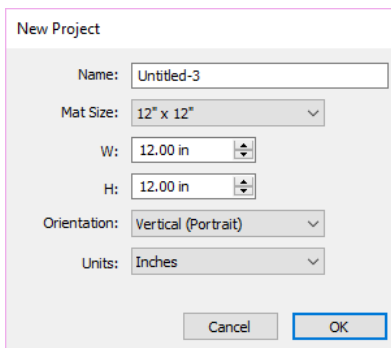 New Project
Name: Untitled-3
Mat Size: 12" x 12"
W: 12.00 in
H: 12.00 in
Orientation: Vertical (Portrait)
Units: Inches
Cancel OK